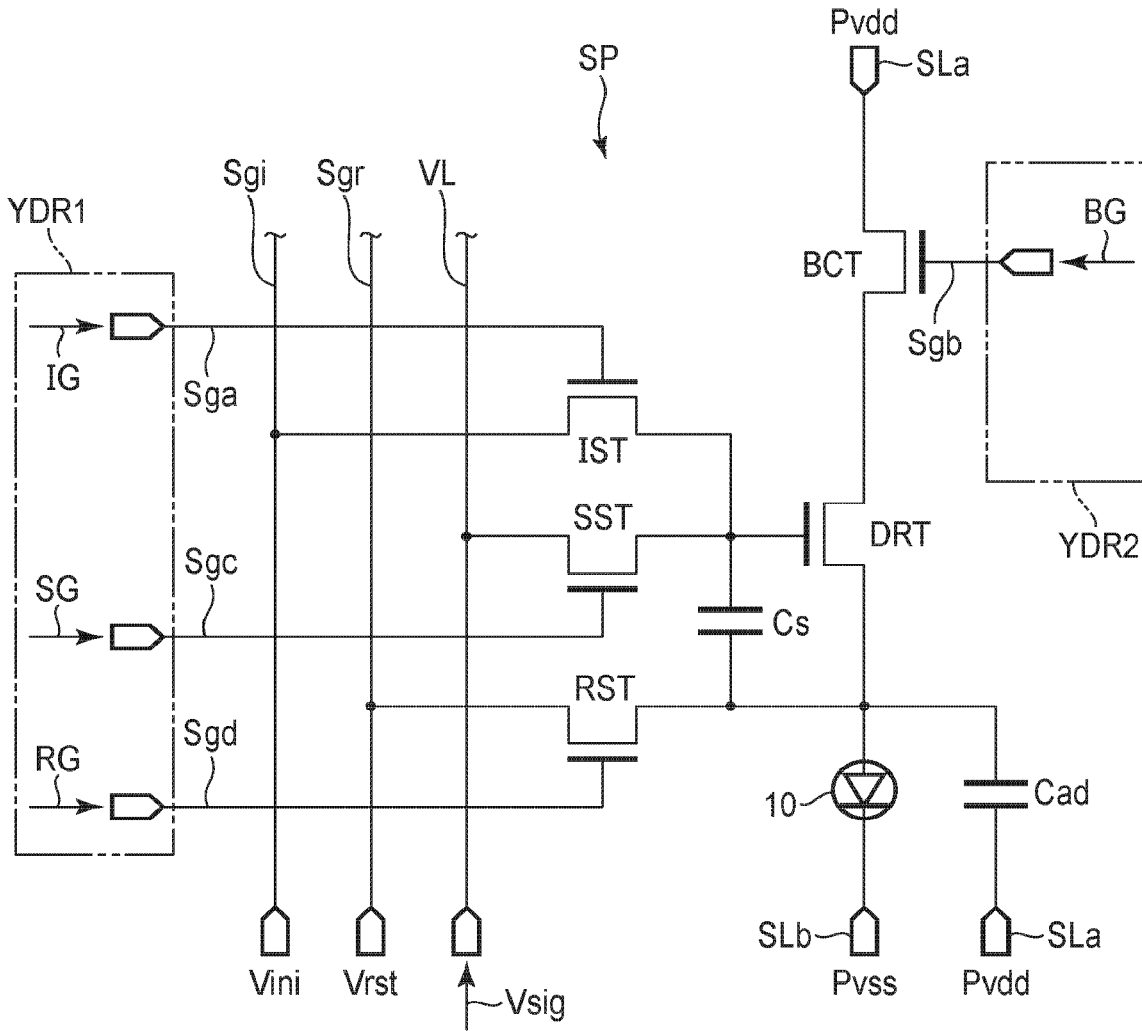 Pvdd
SLa
SP
Sgi
Sgr
VL
YDR1
BG
BCT
Sgb
IG
Sga
IST
SST
DRT
YDR2
SG
Sgc
Cs
RST
RG
Sgd
10
Cad
SLb
SLa
Vini
Vrst
Vsig
Pvss
Pvdd